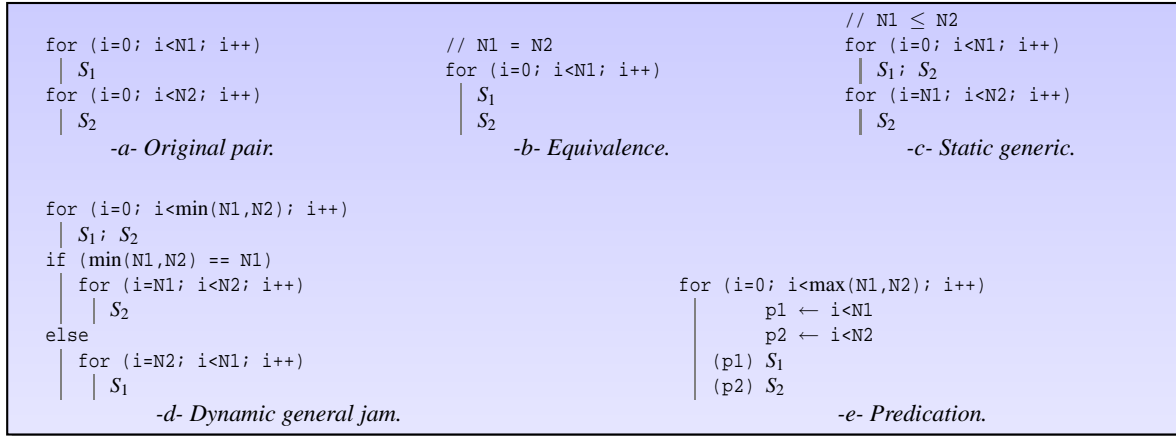 for (i=0; i<N1; i++)
S1
for (i=0; i<N2; i++)
S2
-a- Original pair.
// N1 = N2
for (i=0; i<N1; i++)
S1
S2
-b- Equivalence.
// N1 ≤ N2
for (i=0; i<N1; i++)
S1; S2
for (i=N1; i<N2; i++)
S2
-c- Static generic.
for (i=0; i<min(N1,N2); i++)
S1; S2
if (min(N1,N2) == N1)
for (i=N1; i<N2; i++)
S2
else
for (i=N2; i<N1; i++)
S1
-d- Dynamic general jam.
for (i=0; i<max(N1,N2); i++)
p1 ← i<N1
p2 ← i<N2
(p1) S1
(p2) S2
-e- Predication.